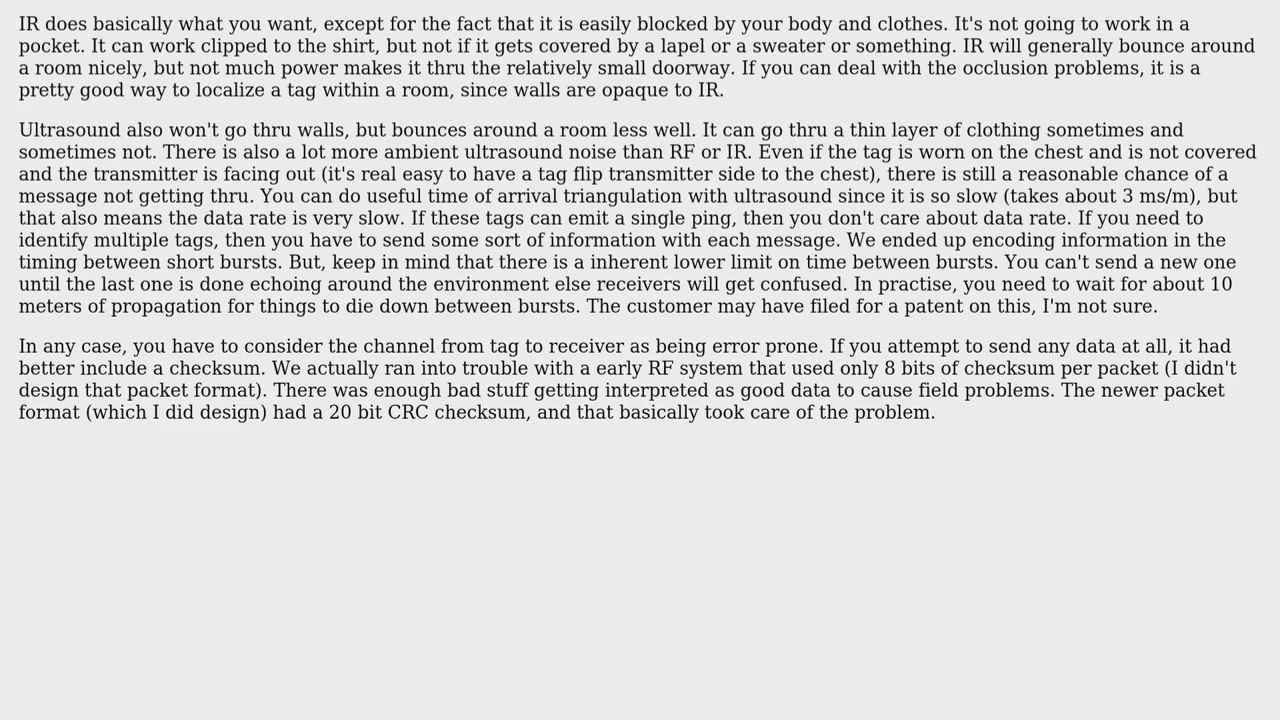 IR does basically what you want, except for the fact that it is easily blocked by your body and clothes. It's not going to work in a
pocket. It can work clipped to the shirt, but not if it gets covered by a lapel or a sweater or something. IR will generally bounce around
a room nicely, but not much power makes it thru the relatively small doorway. If you can deal with the occlusion problems, it is a
pretty good way to localize a tag within a room, since walls are opaque to IR.
Ultrasound also won't go thru walls, but bounces around a room less well. It can go thru a thin layer of clothing sometimes and
sometimes not. There is also a lot more ambient ultrasound noise than RF or IR. Even if the tag is worn on the chest and is not covered
and the transmitter is facing out (it's real easy to have a tag flip transmitter side to the chest), there is still a reasonable chance of a
message not getting thru. You can do useful time of arrival triangulation with ultrasound since it is so slow (takes about 3 ms/m), but
that also means the data rate is very slow. If these tags can emit a single ping, then you don't care about data rate. If you need to
identify multiple tags, then you have to send some sort of information with each message. We ended up encoding information in the
timing between short bursts. But, keep in mind that there is a inherent lower limit on time between bursts. You can't send a new one
until the last one is done echoing around the environment else receivers will get confused. In practise, you need to wait for about 10
meters of propagation for things to die down between bursts. The customer may have filed for a patent on this, I'm not sure.
In any case, you have to consider the channel from tag to receiver as being error prone. If you attempt to send any data at all, it had
better include a checksum. We actually ran into trouble with a early RF system that used only 8 bits of checksum per packet (I didn't
design that packet format). There was enough bad stuff getting interpreted as good data to cause field problems. The newer packet
format (which I did design) had a 20 bit CRC checksum, and that basically took care of the problem.